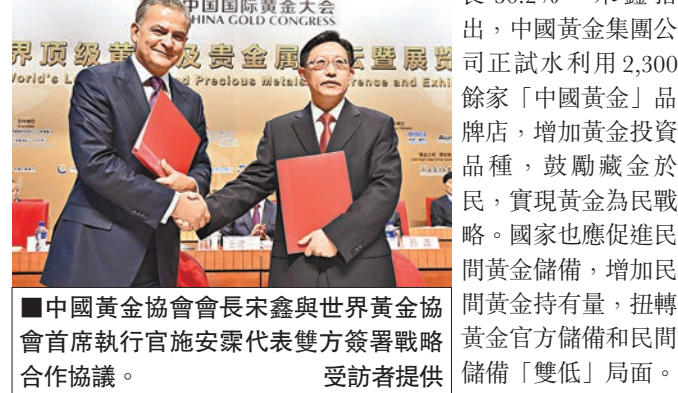 中国国际黄金大会
CHINA GOLD CONGRESS
界顶级黄
及贵金属
坛暨展览
World's L
Precious Metals
erence and Exhi
■中國黃金協會會長宋鑫與世界黃金協
會首席執行官施安霂代表雙方簽署戰略
合作協議。 受訪者提供
出，中國黃金集團公
司正試水利用2,300
餘家「中國黃金」品
牌店，增加黃金投資
品種，鼓勵藏金於
民，實現黃金為民戰
略。國家也應促進民
間黃金儲備，增加民
間黃金持有量，扭轉
黃金官方儲備和民間
儲備「雙低」局面。